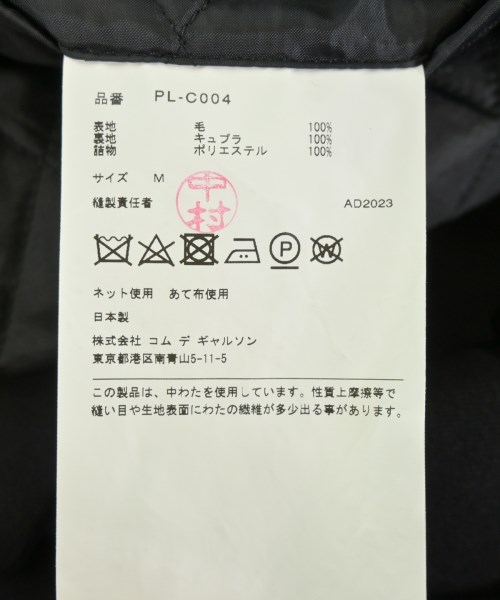 品番 PL-C004
表地 毛 100%
裏地 キュプラ 100%
詰物 ポリエステル 100%
サイズ M
中村
縫製責任者 AD2023
P
W
ネット使用 あて布使用
日本製
株式会社 コム デ ギャルソン
東京都港区南青山5-11-5
この製品は、中わたを使用しています。性質上摩擦等で
縫い目や生地表面にわたの繊維が多少出る事があります。